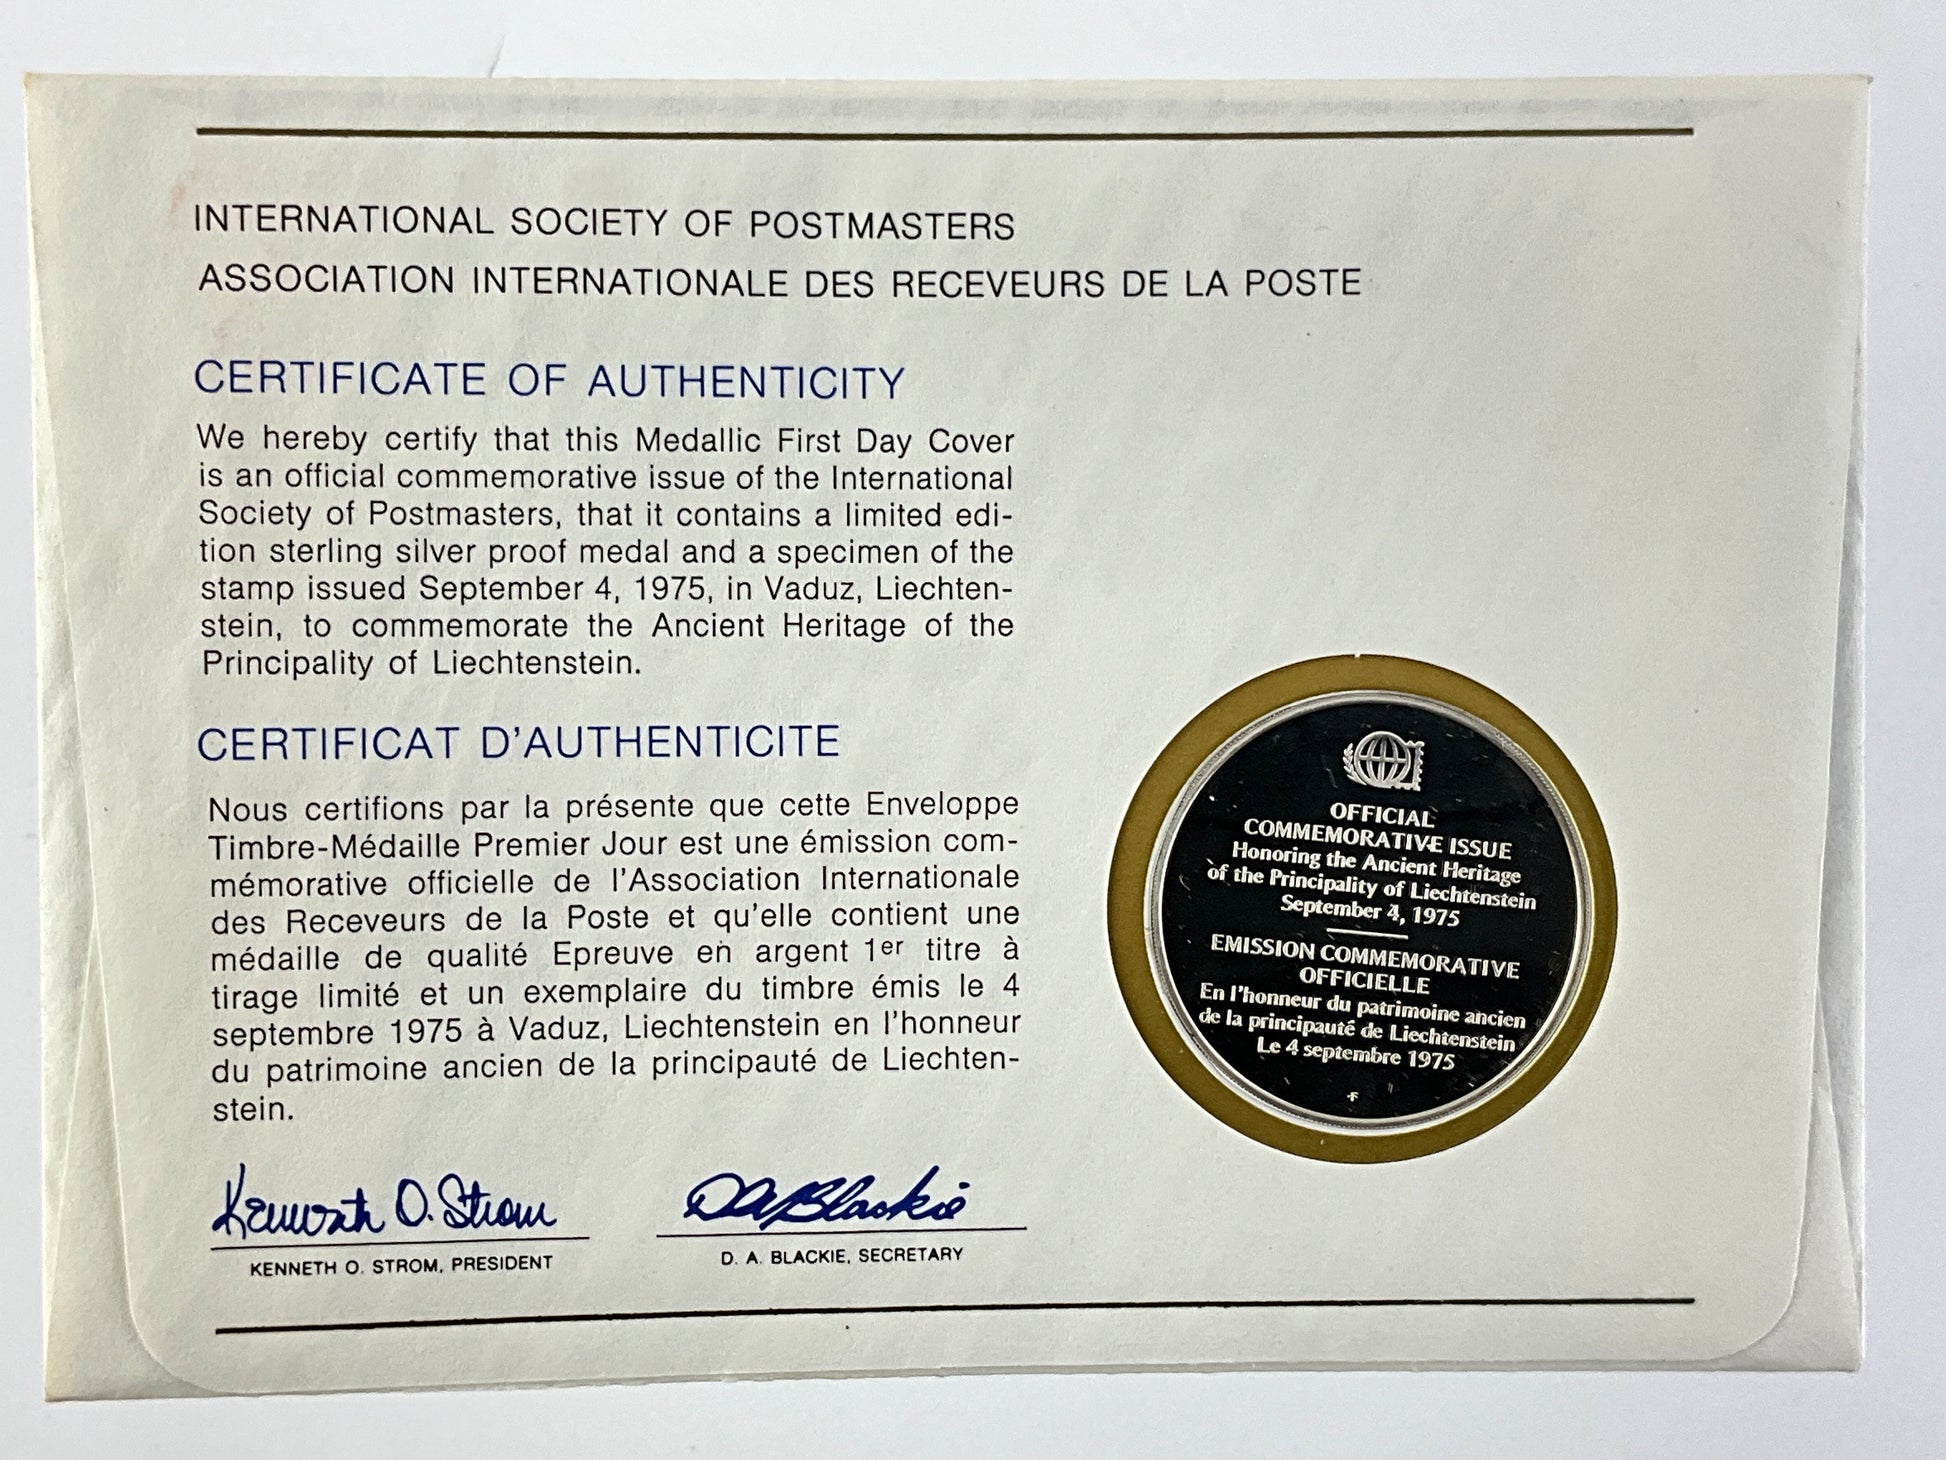 INTERNATIONAL SOCIETY OF POSTMASTERS
ASSOCIATION INTERNATIONALE DES RECEVEURS DE LA POSTE
CERTIFICATE OF AUTHENTICITY
We hereby certify that this Medallic First Day Cover
is an official commemorative issue of the International
Society of Postmasters, that it contains a limited edi-
tion sterling silver proof medal and a specimen of the
stamp issued September 4, 1975, in Vaduz, Liechten-
stein, to commemorate the Ancient Heritage of the
Principality of Liechtenstein.
CERTIFICAT D'AUTHENTICITE
Nous certifions par la présente que cette Enveloppe
Timbre-Médaille Premier Jour est une émission com-
mémorative officielle de l'Association Internationale
des Receveurs de la Poste et qu'elle contient une
médaille de qualité Epreuve en argent 1er titre à
tirage limité et un exemplaire du timbre émis le 4
septembre 1975 à Vaduz, Liechtenstein en l'honneur
du patrimoine ancien de la principauté de Liechten-
stein.
Kenneth O. Strom
KENNETH O. STROM, PRESIDENT
D A Blackie
D. A. BLACKIE, SECRETARY
OFFICIAL
COMMEMORATIVE ISSUE
Honoring the Ancient Heritage
of the Principality of Liechtenstein
September 4, 1975
EMISSION COMMEMORATIVE
OFFICIELLE
En l'honneur du patrimoine ancien
de la principauté de Liechtenstein
Le 4 septembre 1975